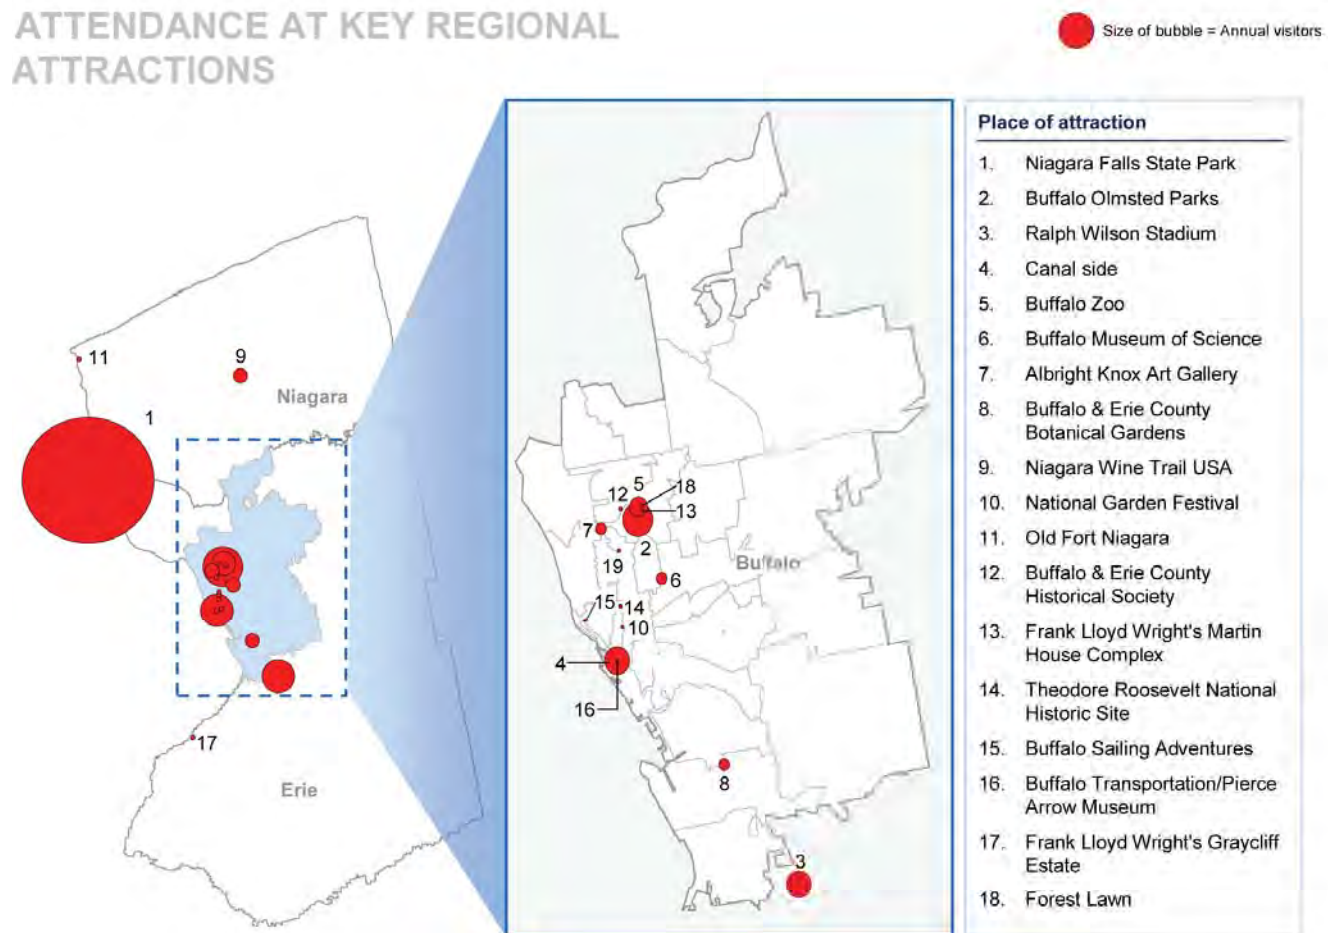 ATTENDANCE AT KEY REGIONAL
ATTRACTIONS
Size of bubble = Annual visitors
11
9
Niagara
1
17
Erie
5
18
12
13
7
2
19
Buffalo
6
15
14
10
4
16
8
3
Place of attraction
1. Niagara Falls State Park
2. Buffalo Olmsted Parks
3. Ralph Wilson Stadium
4. Canal side
5. Buffalo Zoo
6. Buffalo Museum of Science
7. Albright Knox Art Gallery
8. Buffalo & Erie County
Botanical Gardens
9. Niagara Wine Trail USA
10. National Garden Festival
11. Old Fort Niagara
12. Buffalo & Erie County
Historical Society
13. Frank Lloyd Wright's Martin
House Complex
14. Theodore Roosevelt National
Historic Site
15. Buffalo Sailing Adventures
16. Buffalo Transportation/Pierce
Arrow Museum
17. Frank Lloyd Wright's Graycliff
Estate
18. Forest Lawn